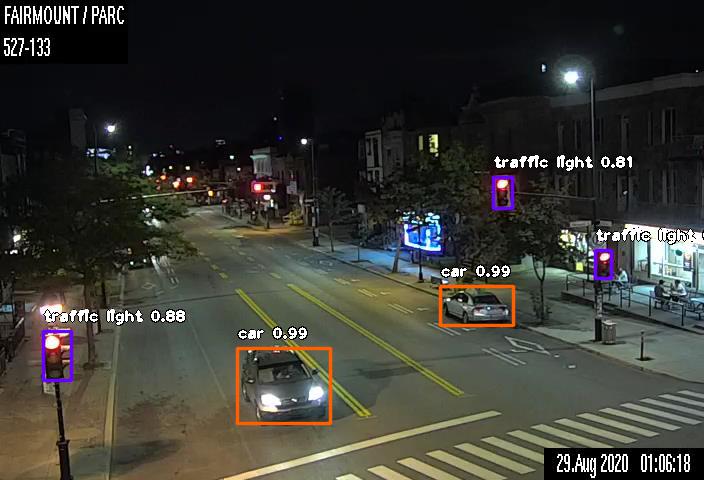 FAIRMOUNT / PARC
527-133
traffic light 0.81
traffic light
car 0.99
traffic light 0.88
car 0.99
29.Aug 2020 01:06:18